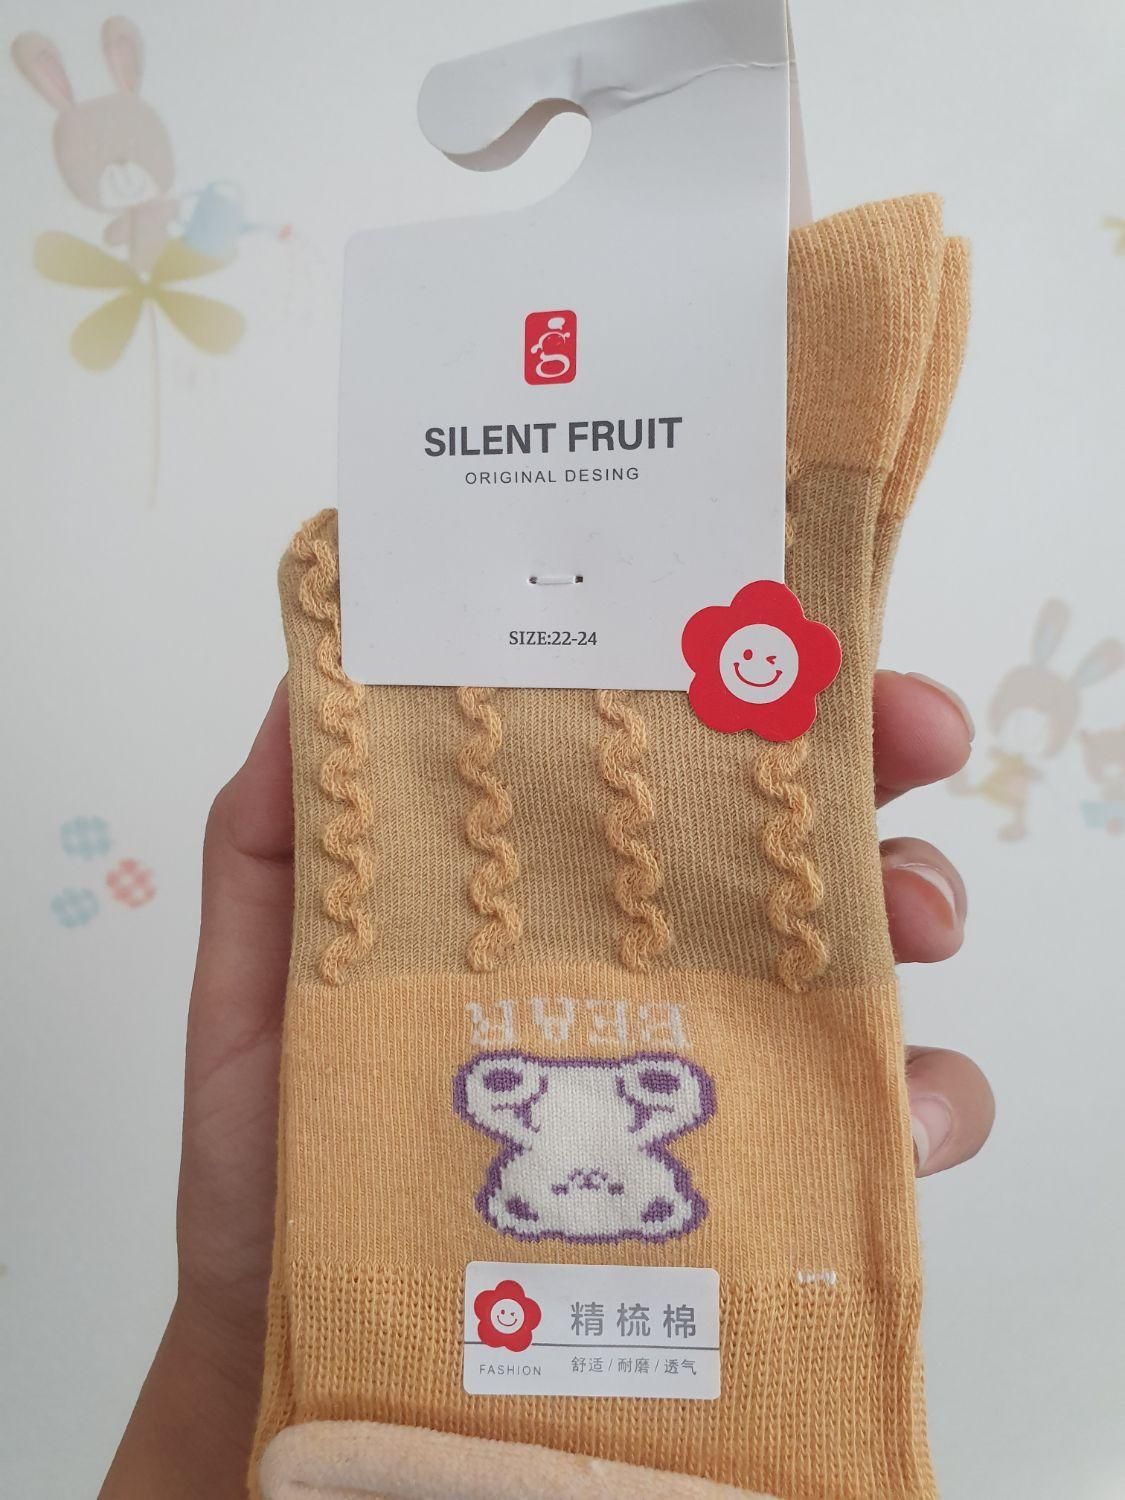 SILENT FRUIT
ORIGINAL DESING
SIZE:22-24
BEAR
精梳棉
FASHION
舒适/耐磨/透气